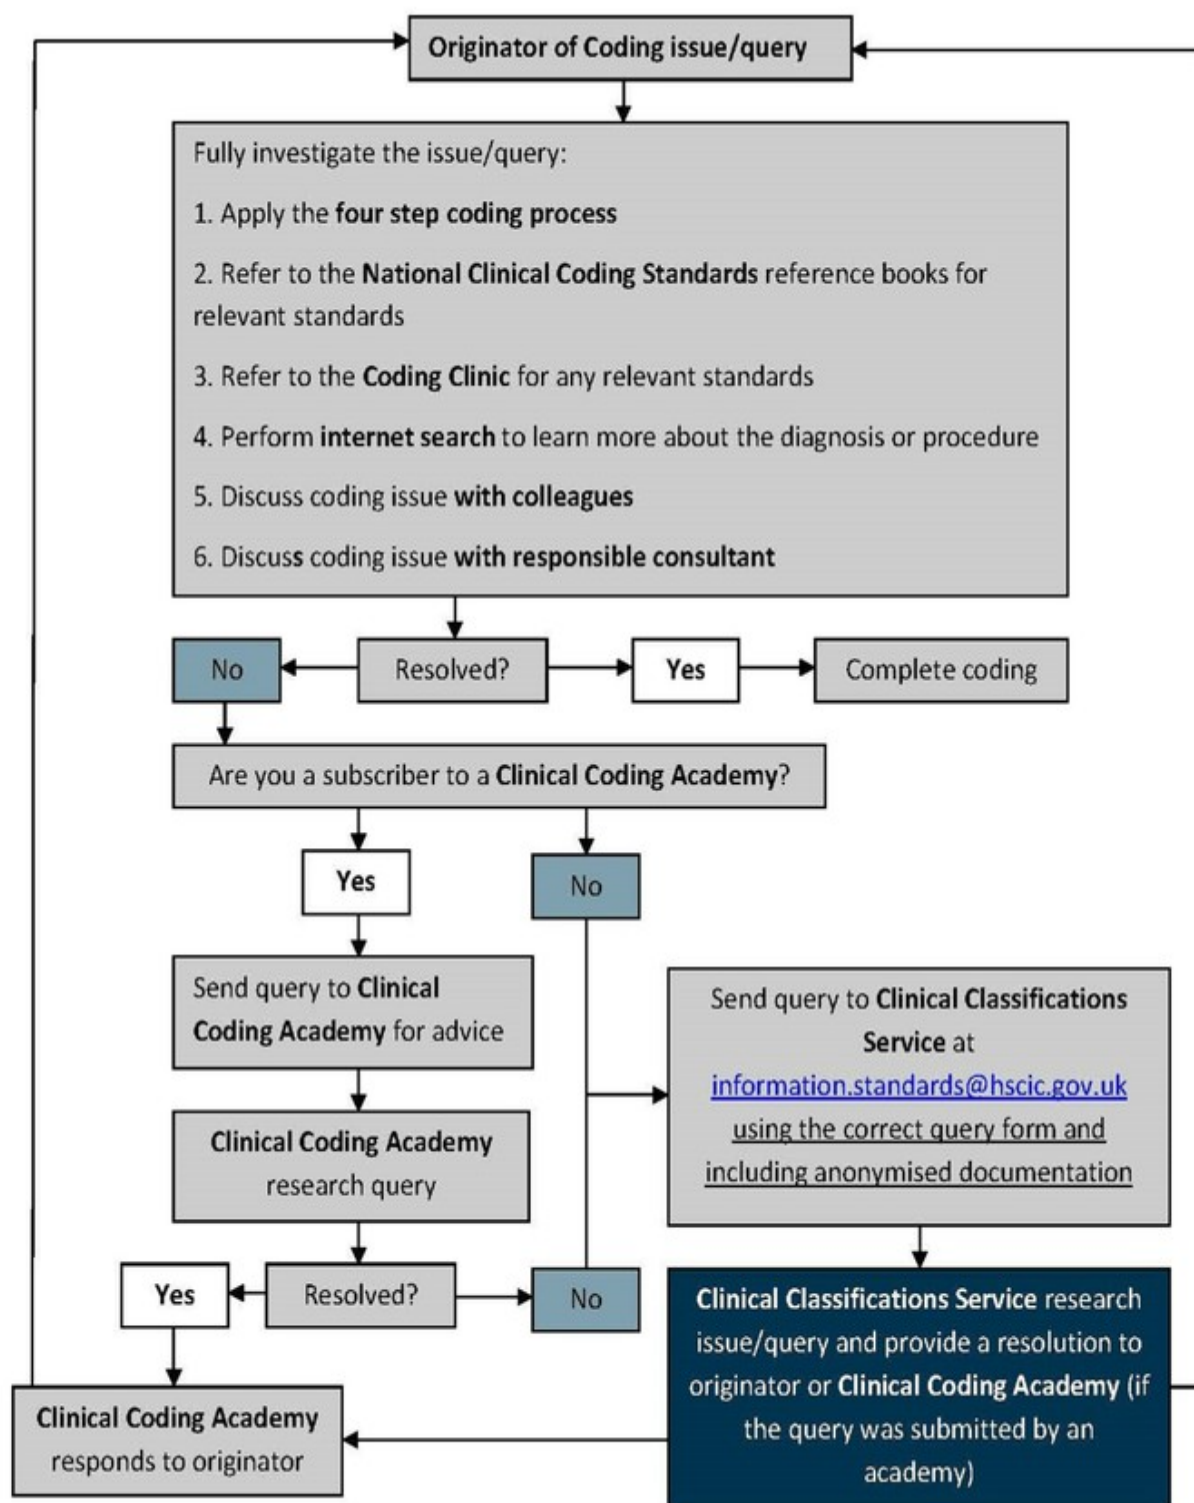 Originator of Coding issue/query
Fully investigate the issue/query:
1. Apply the four step coding process
2. Refer to the National Clinical Coding Standards reference books for
relevant standards
3. Refer to the Coding Clinic for any relevant standards
4. Perform internet search to learn more about the diagnosis or procedure
5. Discuss coding issue with colleagues
6. Discuss coding issue with responsible consultant
No
Resolved?
Yes
Complete coding
Are you a subscriber to a Clinical Coding Academy?
Yes
No
Send query to Clinical
Coding Academy for advice
Send query to Clinical Classifications
Service at
information.standards@hscic.gov.uk
using the correct query form and
including anonymised documentation
Clinical Coding Academy
research query
Yes
Resolved?
No
Clinical Classifications Service research
issue/query and provide a resolution to
originator or Clinical Coding Academy (if
the query was submitted by an
academy)
Clinical Coding Academy
responds to originator